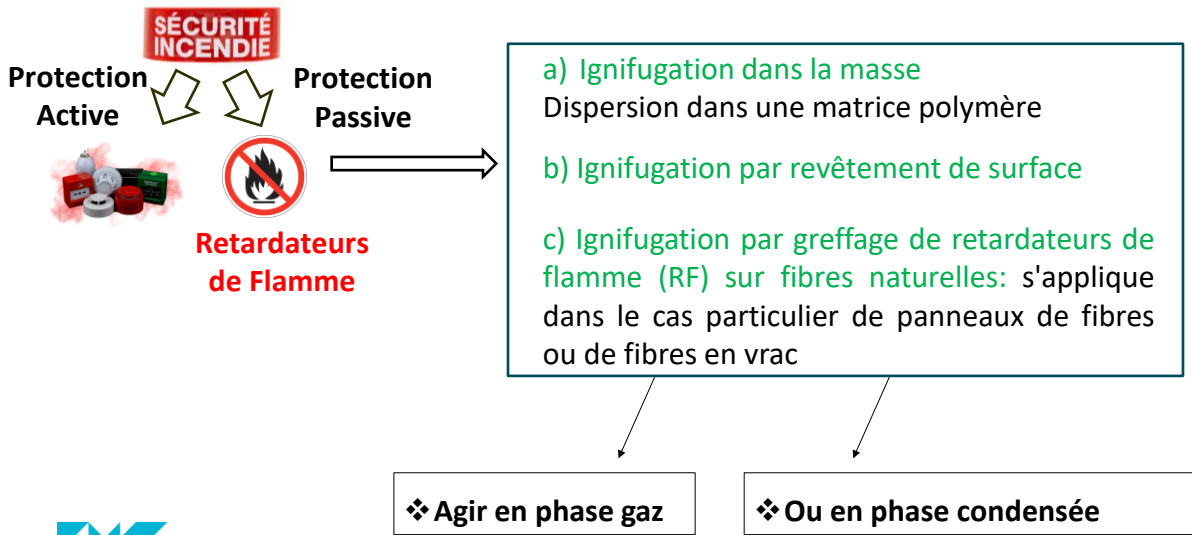 SÉCURITÉ
INCENDIE
Protection
Active
Protection
Passive
Retardateurs
de Flamme
a) Ignifugation dans la masse
Dispersion dans une matrice polymère
b) Ignifugation par revêtement de surface
c) Ignifugation par greffage de retardateurs de
flamme (RF) sur fibres naturelles: s'applique
dans le cas particulier de panneaux de fibres
ou de fibres en vrac
❖ Agir en phase gaz
❖ Ou en phase condensée